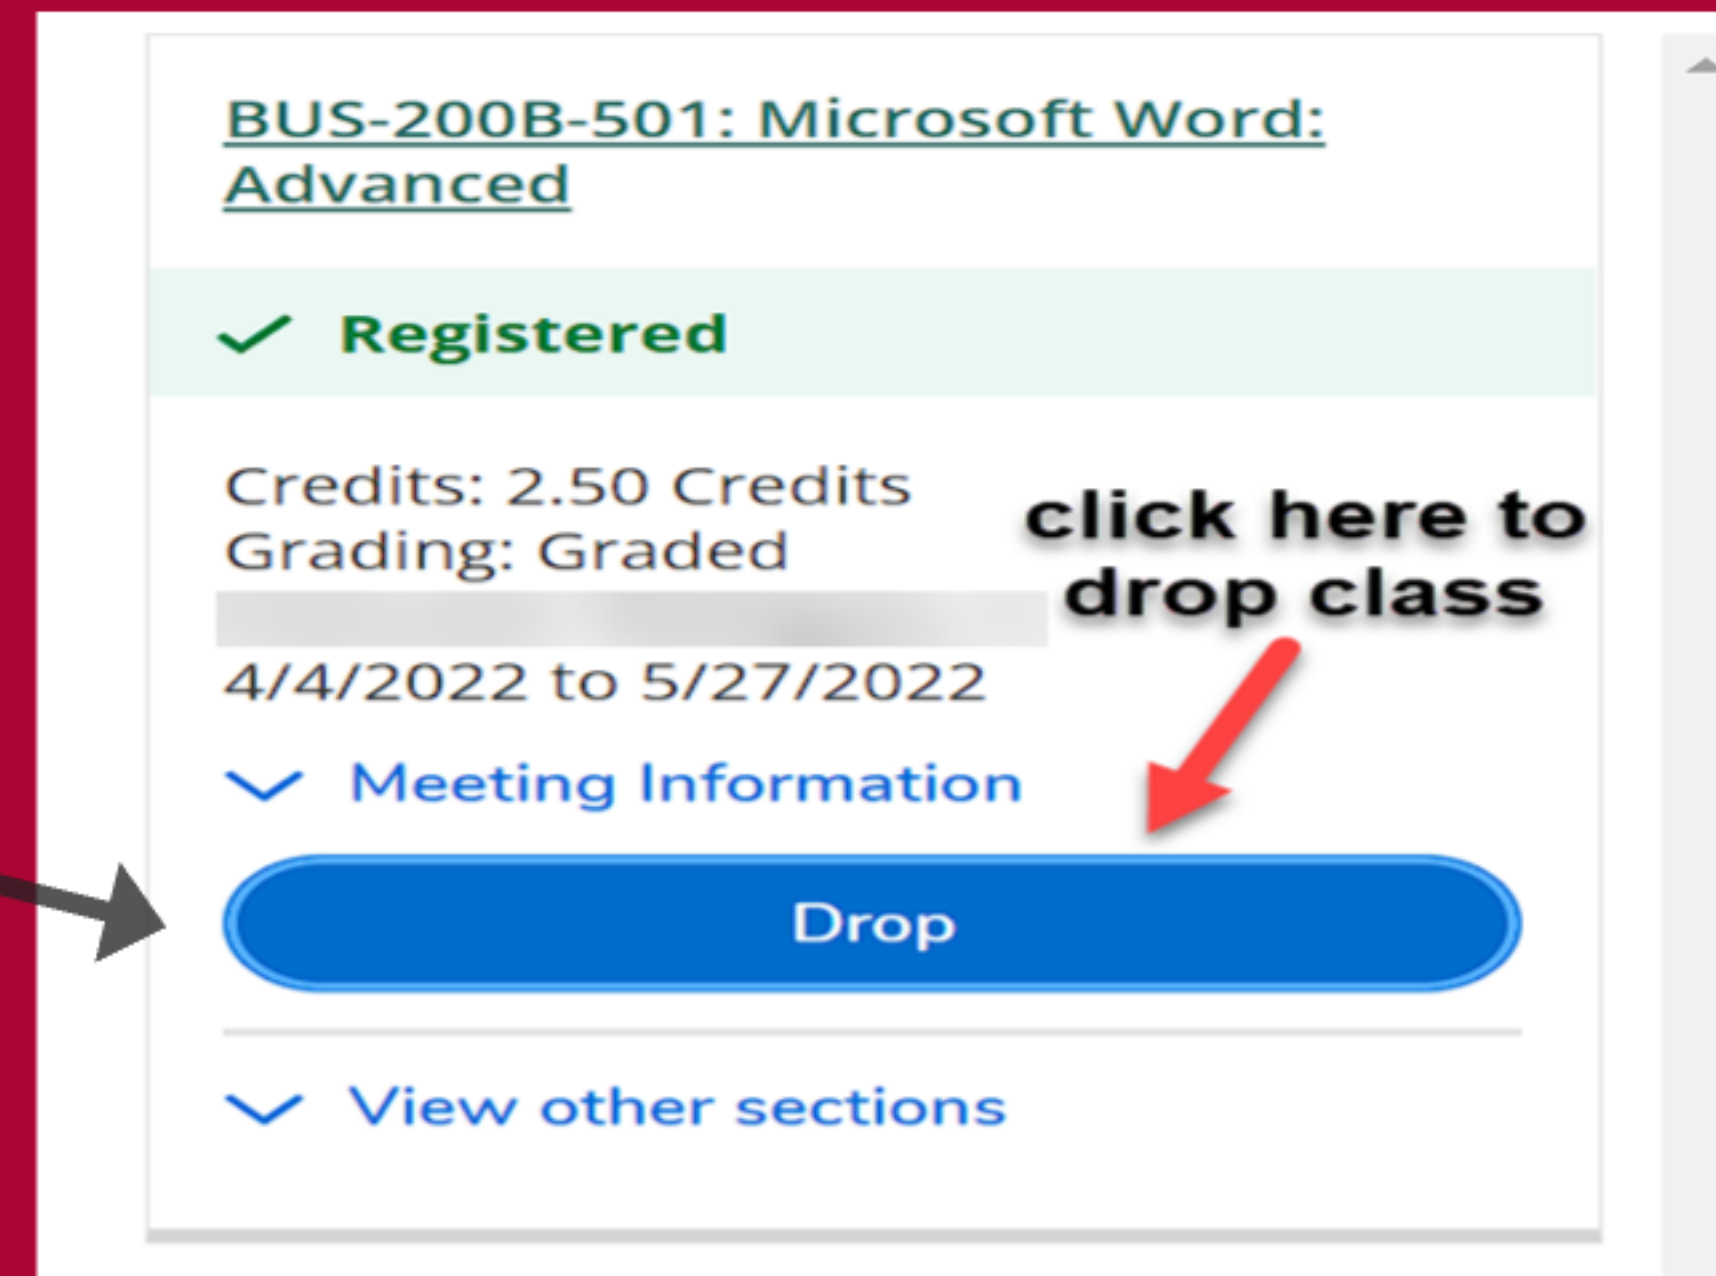 BUS-200B-501: Microsoft Word:
Advanced
Registered
Credits: 2.50 Credits
Grading: Graded
click here to
drop class
4/4/2022 to 5/27/2022
Meeting Information
Drop
View other sections